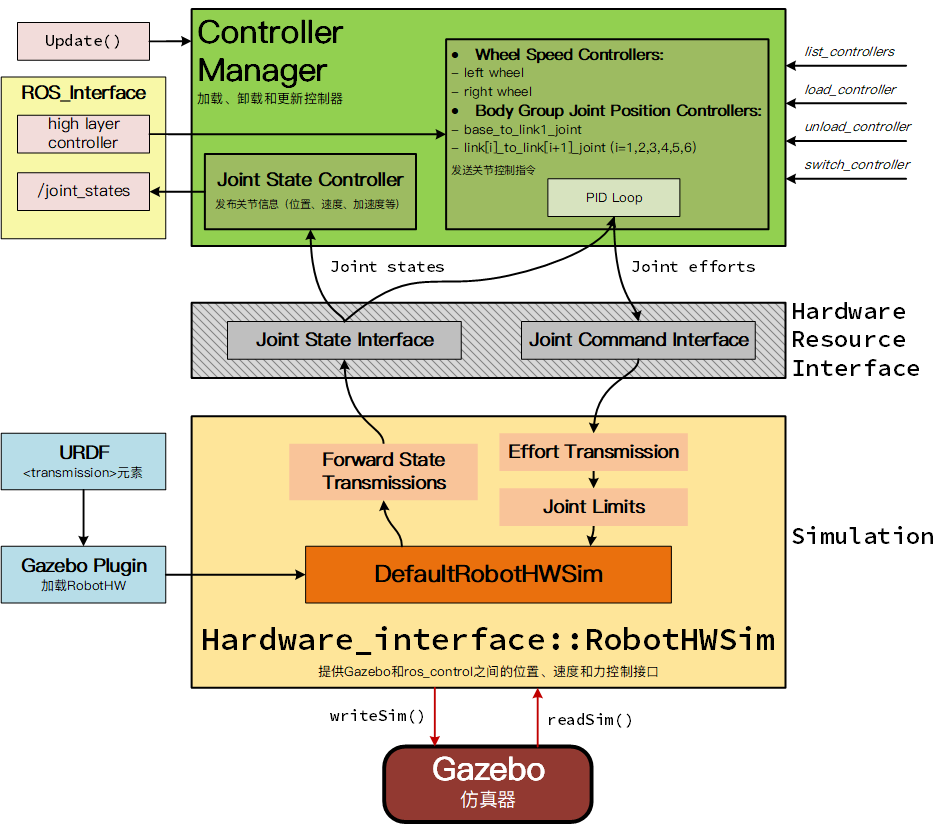 Update()
Controller
Manager
加载、卸载和更新控制器
• Wheel Speed Controllers:
- left wheel
- right wheel
• Body Group Joint Position Controllers:
- base_to_link1_joint
- link[i]_to_link[i+1]_joint (i=1,2,3,4,5,6)
发送关节控制指令
PID Loop
list_controllers
load_controller
unload_controller
switch_controller
ROS_Interface
high layer
controller
/joint_states
Joint State Controller
发布关节信息（位置、速度、加速度等）
Joint states
Joint efforts
Joint State Interface
Joint Command Interface
Hardware
Resource
Interface
URDF
<transmission>元素
Gazebo Plugin
加载RobotHW
Forward State
Transmissions
Effort Transmission
Joint Limits
DefaultRobotHWSim
Simulation
Hardware_interface::RobotHWSim
提供Gazebo和ros_control之间的位置、速度和力控制接口
writeSim()
readSim()
Gazebo
仿真器